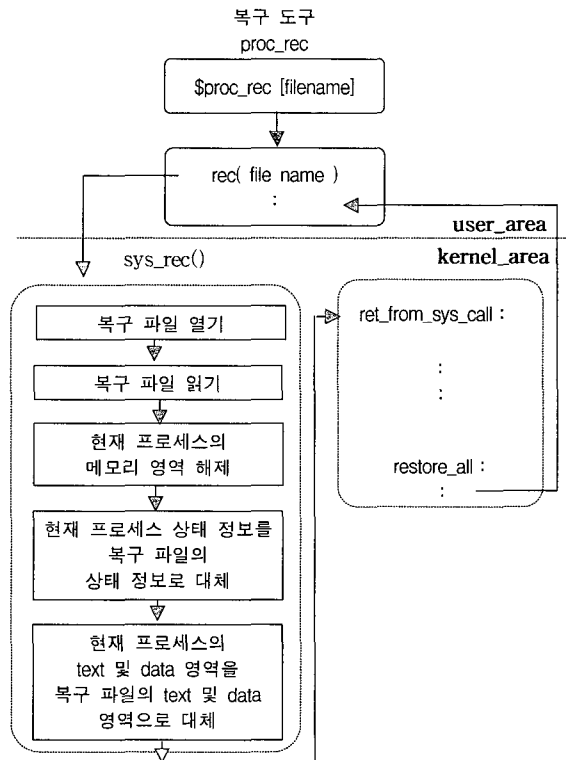 복구 도구
proc_rec
$proc_rec [filename]
rec( file name )
:
user_area
kernel_area
sys_rec()
복구 파일 열기
복구 파일 읽기
현재 프로세스의
메모리 영역 해제
현재 프로세스 상태 정보를
복구 파일의
상태 정보로 대체
현재 프로세스의
text 및 data 영역을
복구 파일의 text 및 data
영역으로 대체
ret_from_sys_call :
:
:
restore_all :
: